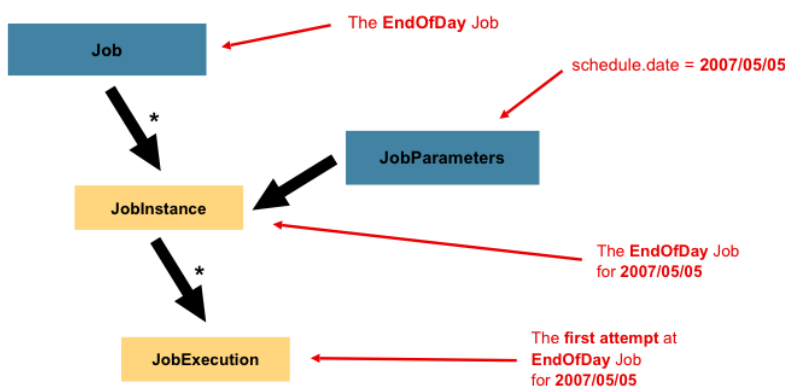 The EndOfDay Job
Job
schedule.date = 2007/05/05
*
JobParameters
JobInstance
The EndOfDay Job
for 2007/05/05
*
The first attempt at
EndOfDay Job
for 2007/05/05
JobExecution